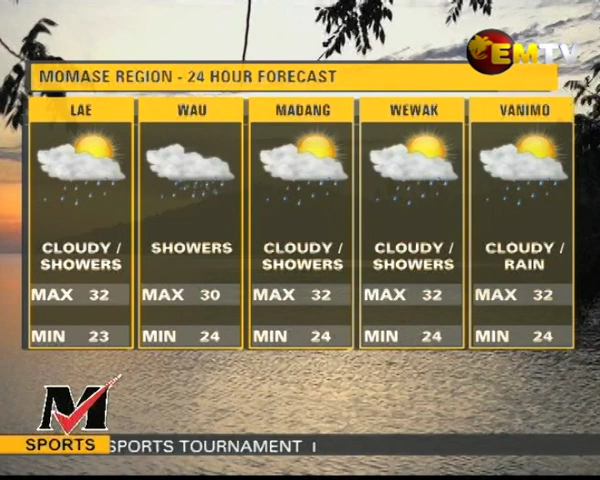 EMTV
MOMASE REGION - 24 HOUR FORECAST
LAE WAU MADANG WEWAK VANIMO
CLOUDY / SHOWERS CLOUDY / CLOUDY / CLOUDY /
SHOWERS SHOWERS SHOWERS RAIN
MAX 32 MAX 30 MAX 32 MAX 32 MAX 32
MIN 23 MIN 24 MIN 24 MIN 24 MIN 24
M
SPORTS SPORTS TOURNAMENT